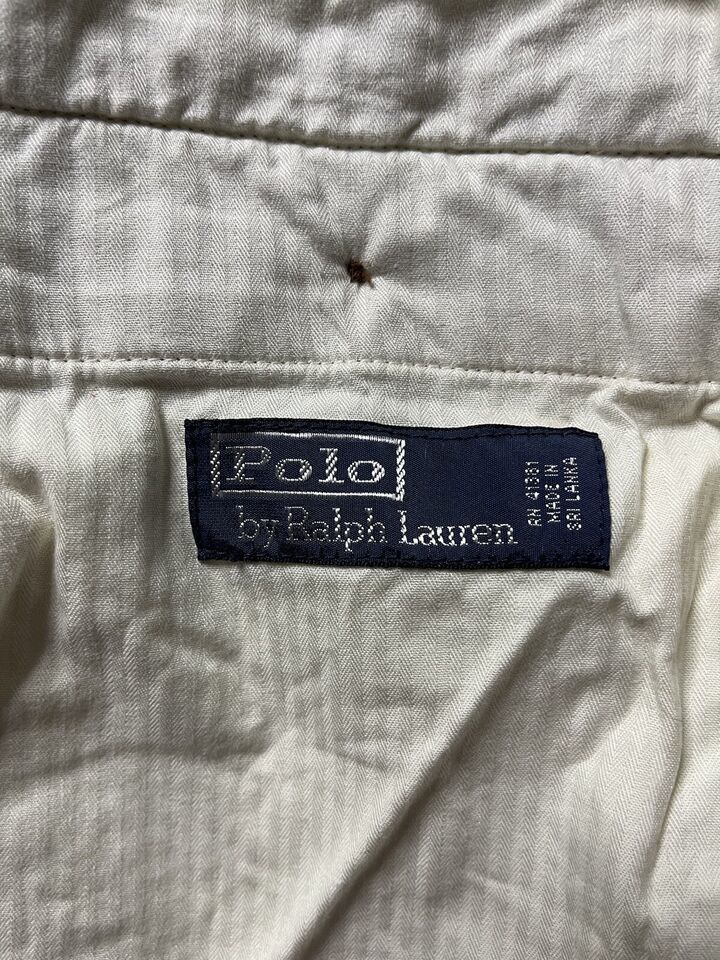 Polo
by Ralph Lauren
RN 41381
MADE IN
SRI LANKA